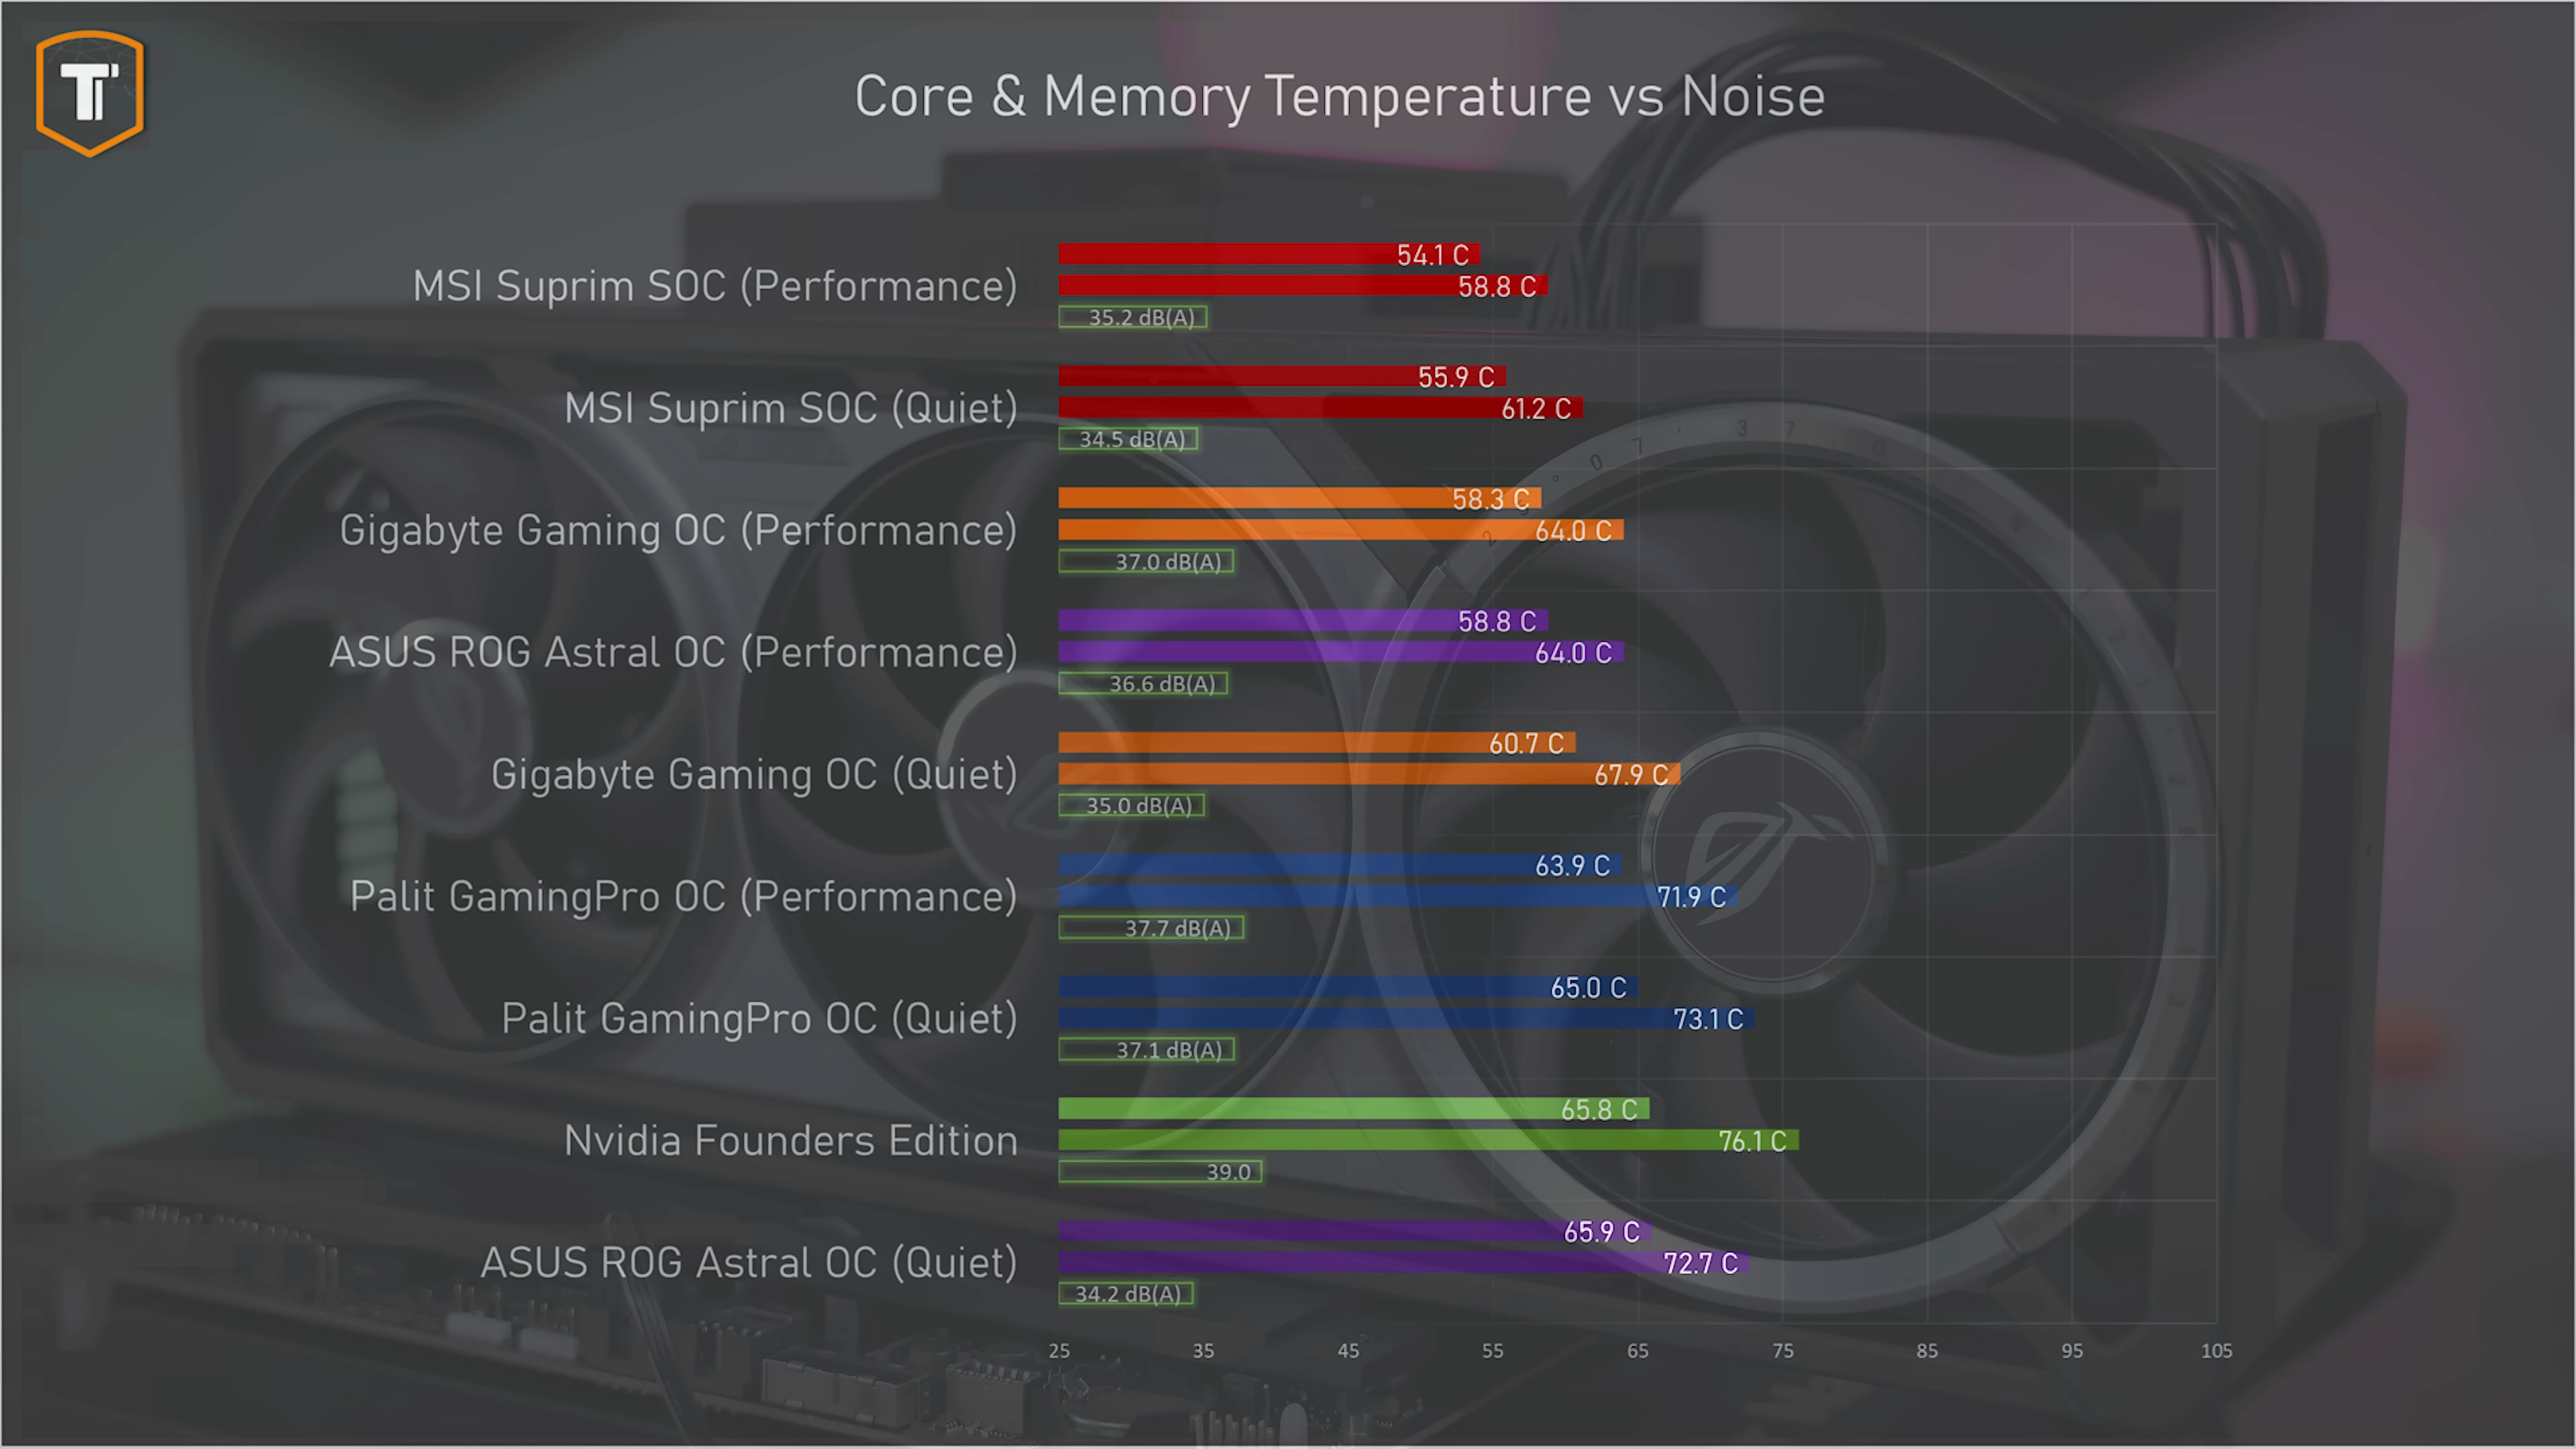 Core & Memory Temperature vs Noise
MSI Suprim SOC (Performance)
54.1 C
58.8 C
35.2 dB(A)
MSI Suprim SOC (Quiet)
55.9 C
61.2 C
34.5 dB(A)
Gigabyte Gaming OC (Performance)
58.3 C
64.0 C
37.0 dB(A)
ASUS ROG Astral OC (Performance)
58.8 C
64.0 C
36.6 dB(A)
Gigabyte Gaming OC (Quiet)
60.7 C
67.9 C
35.0 dB(A)
Palit GamingPro OC (Performance)
63.9 C
71.9 C
37.7 dB(A)
Palit GamingPro OC (Quiet)
65.0 C
73.1 C
37.1 dB(A)
Nvidia Founders Edition
65.8 C
76.1 C
39.0
ASUS ROG Astral OC (Quiet)
65.9 C
72.7 C
34.2 dB(A)
25 35 45 55 65 75 85 95 105